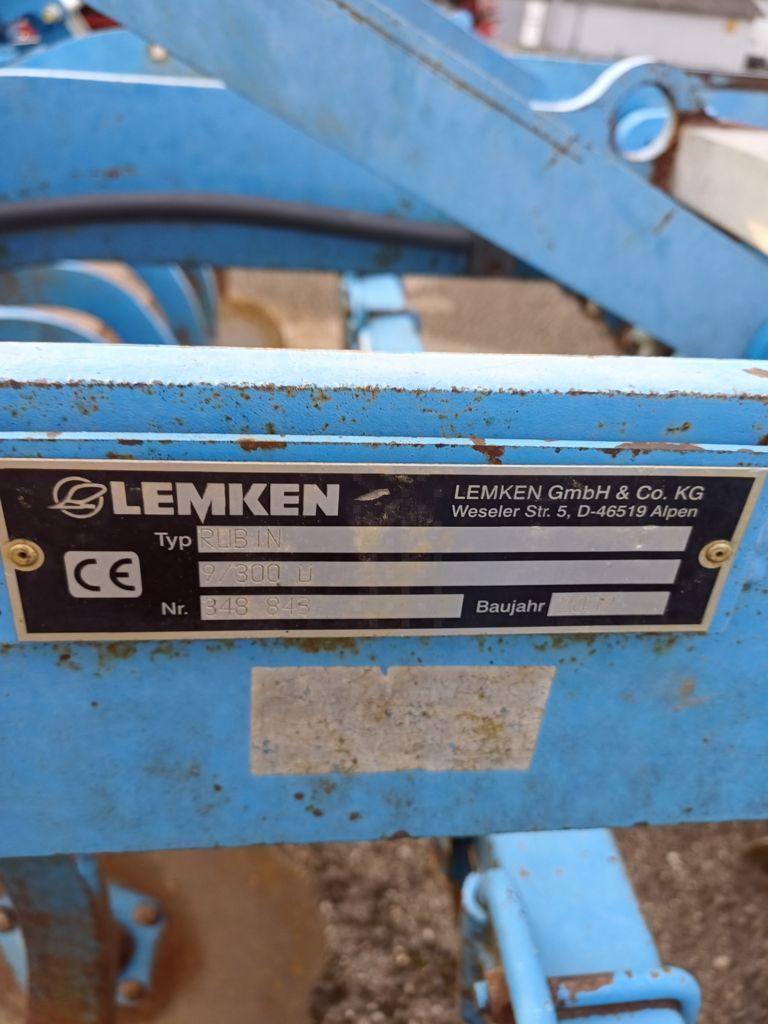 LEMKEN
LEMKEN GmbH & Co. KG
Weseler Str. 5, D-46519 Alpen
Typ RUBIN
CE 9/300 U
Nr. 348 845 Baujahr